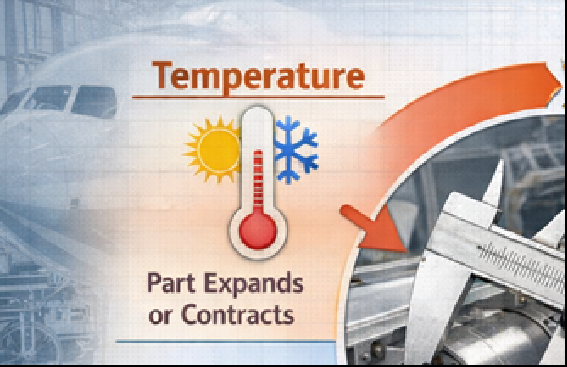 Temperature
Part Expands
or Contracts